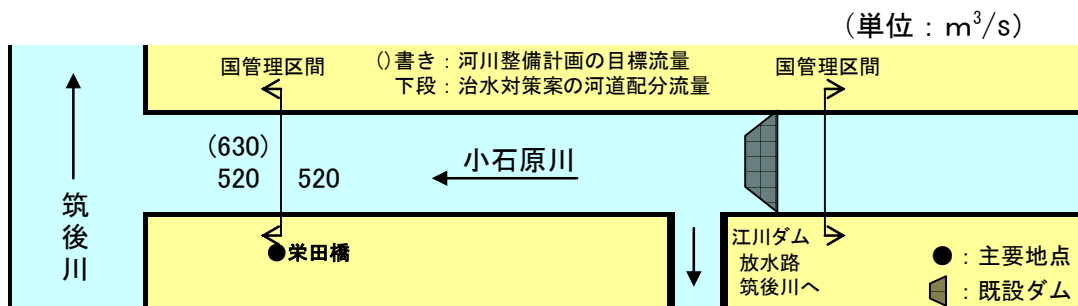 (単位：m³/s)
国管理区間
()書き：河川整備計画の目標流量
下段：治水対策案の河道配分流量
国管理区間
(630)
520
520
小石原川
筑後川
栄田橋
江川ダム
放水路
筑後川へ
●：主要地点
：既設ダム